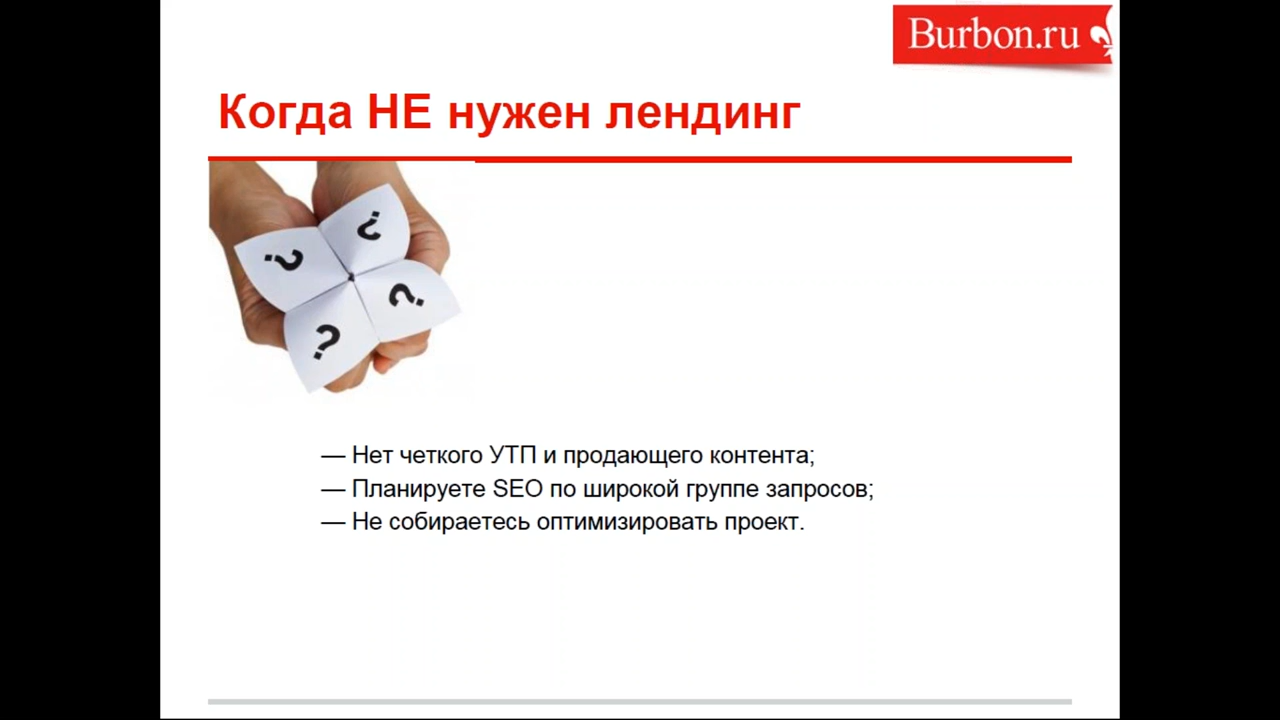 Burbon.ru
Когда НЕ нужен лендинг
?
?
?
?
— Нет четкого УТП и продающего контента;
— Планируете SEO по широкой группе запросов;
— Не собираетесь оптимизировать проект.